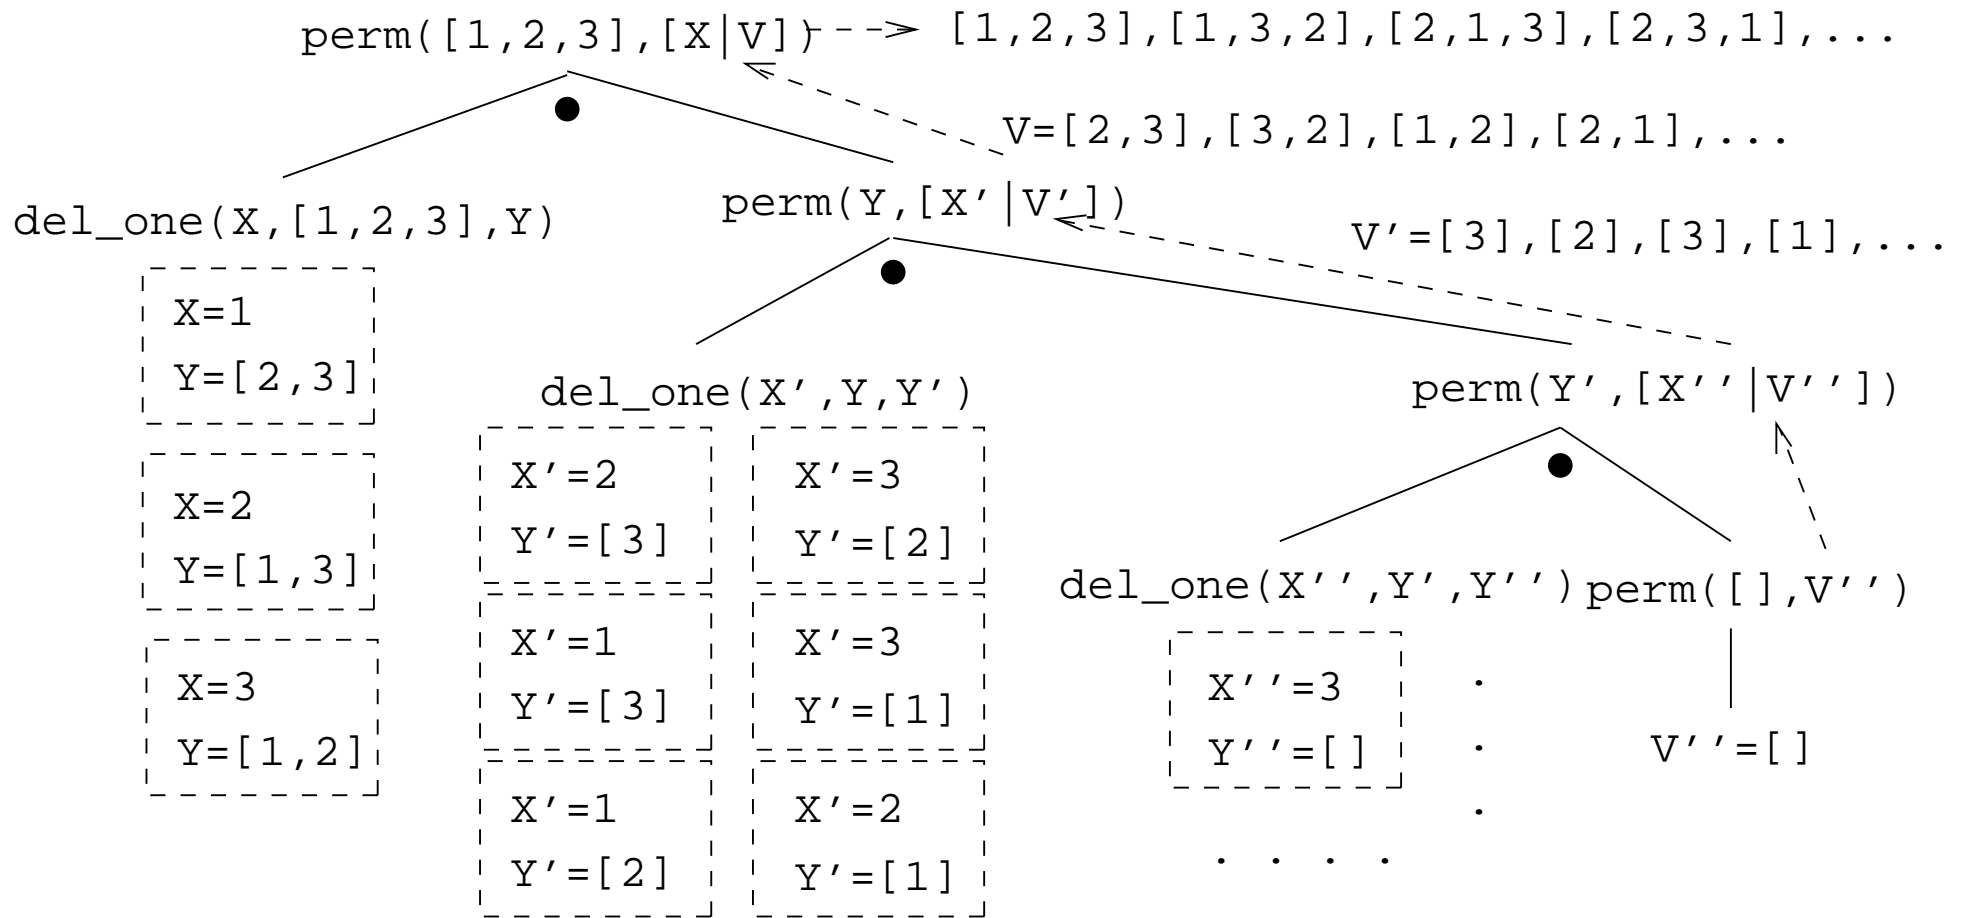 perm([1,2,3],[X|V])
[1,2,3],[1,3,2],[2,1,3],[2,3,1],...
V=[2,3],[3,2],[1,2],[2,1],...
del_one(X,[1,2,3],Y)
perm(Y,[X'|V'])
V'=[3],[2],[3],[1],...
X=1
Y=[2,3]
X=2
Y=[1,3]
X=3
Y=[1,2]
del_one(X',Y,Y')
X'=2
Y'=[3]
X'=3
Y'=[2]
X'=1
Y'=[3]
X'=3
Y'=[1]
X'=1
Y'=[2]
X'=2
Y'=[1]
perm(Y',[X''|V''])
del_one(X'',Y',Y'')
perm([],V'')
X''=3
Y''=[]
.
.
.
. . . .
V''=[]